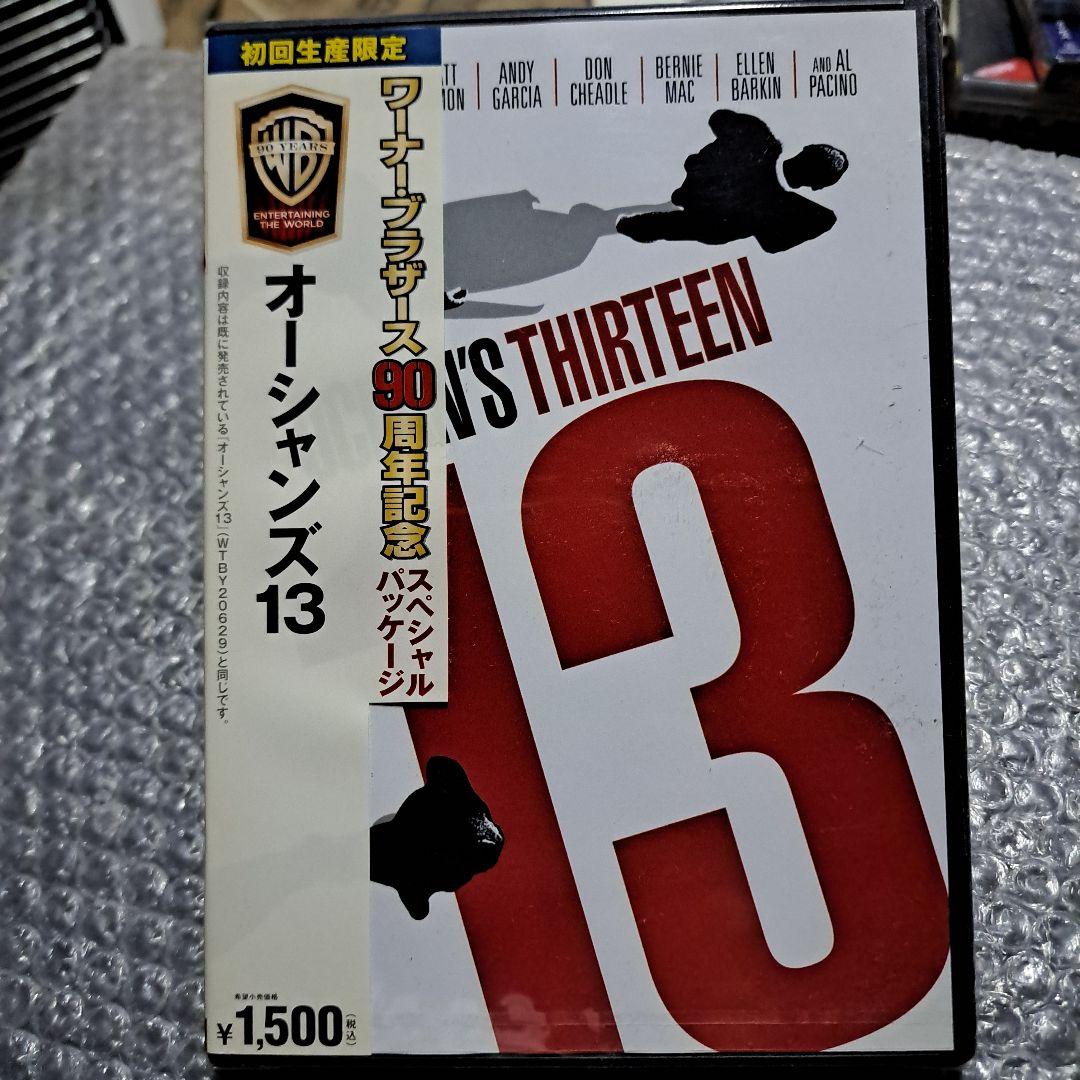 初回生産限定
90 YEARS
WB
ENTERTAINING
THE WORLD
ワーナー・ブラザース90周年記念
スペシャル
パッケージ
オーシャンズ13
収録内容は既に発売されている「オーシャンズ13」(WTBY20629)と同じです。
希望小売価格
¥1,500(税込)
ATT
MON
ANDY
GARCIA
DON
CHEADLE
BERNIE
MAC
ELLEN
BARKIN
AND AL
PACINO
N'S THIRTEEN
13